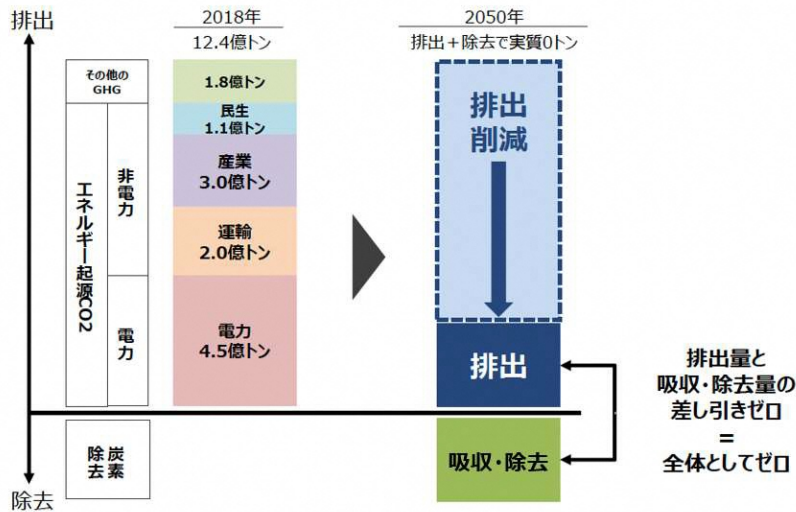 排出
2018年
12.4億トン
2050年
排出+除去で実質0トン
その他の
GHG
エネルギー起源CO2
非電力
電力
1.8億トン
民生
1.1億トン
産業
3.0億トン
運輸
2.0億トン
電力
4.5億トン
排出
削減
排出
吸収・除去
排出量と
吸収・除去量の
差し引きゼロ
=
全体としてゼロ
炭素
除去
除去